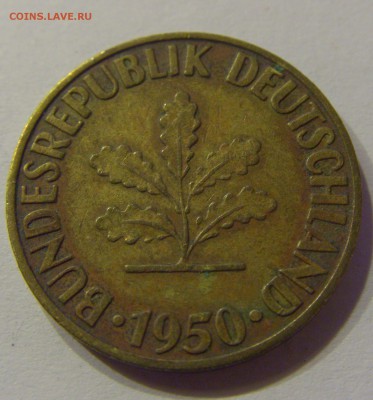 COINS.LAVE.RU
BUNDESREPUBLIK DEUTSCHLAND
· 1950 ·